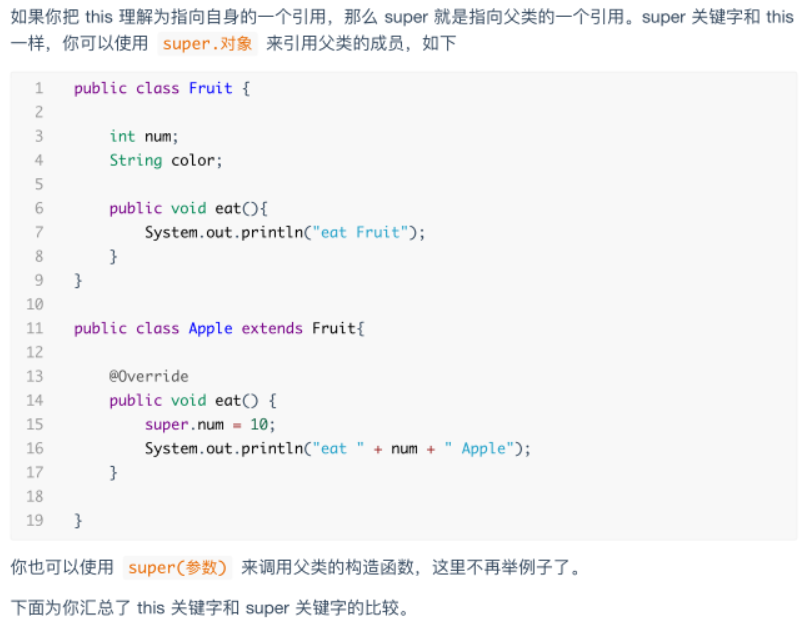 如果你把 this 理解为指向自身的一个引用，那么 super 就是指向父类的一个引用。super 关键字和 this
一样，你可以使用 super.对象 来引用父类的成员，如下
1 public class Fruit {
2
3 int num;
4 String color;
5
6 public void eat(){
7 System.out.println("eat Fruit");
8 }
9 }
10
11 public class Apple extends Fruit{
12
13 @Override
14 public void eat() {
15 super.num = 10;
16 System.out.println("eat " + num + " Apple");
17 }
18
19 }
你也可以使用 super(参数) 来调用父类的构造函数，这里不再举例子了。
下面为你汇总了 this 关键字和 super 关键字的比较。